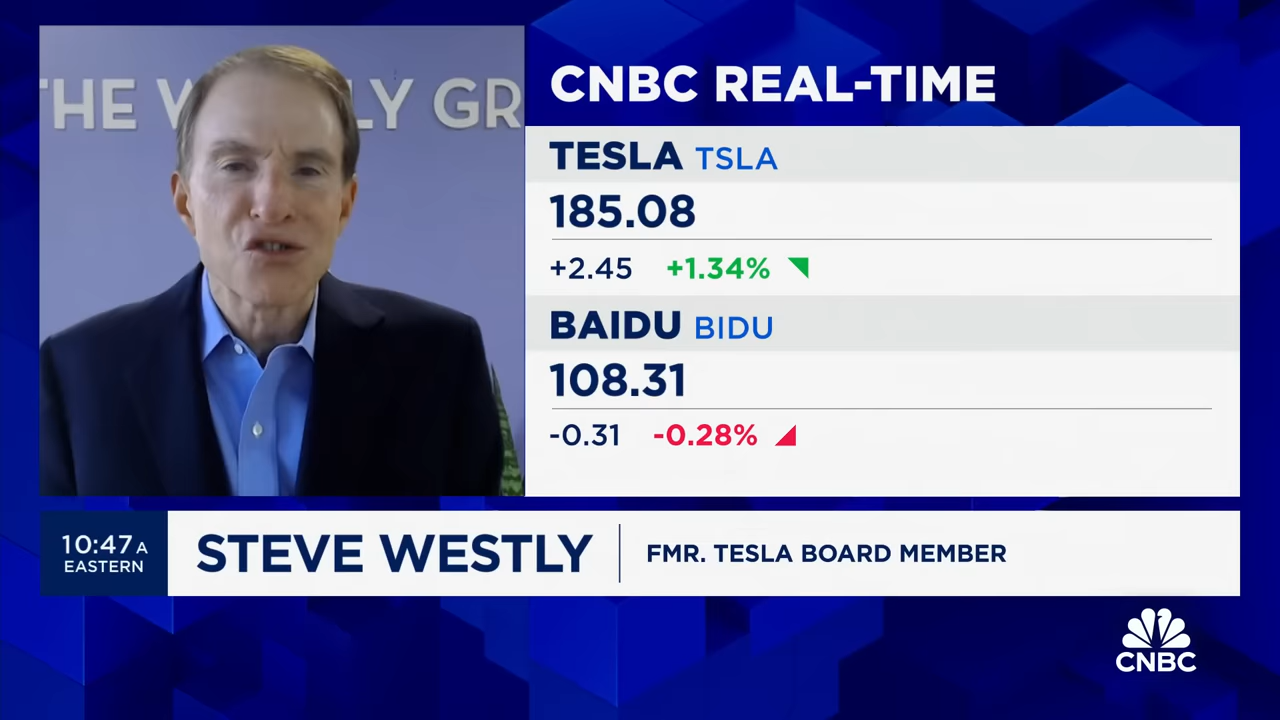 THE W LY GR
CNBC REAL-TIME
TESLA TSLA
185.08
+2.45 +1.34%
BAIDU BIDU
108.31
-0.31 -0.28%
10:47 A
EASTERN
STEVE WESTLY
FMR. TESLA BOARD MEMBER
CNBC